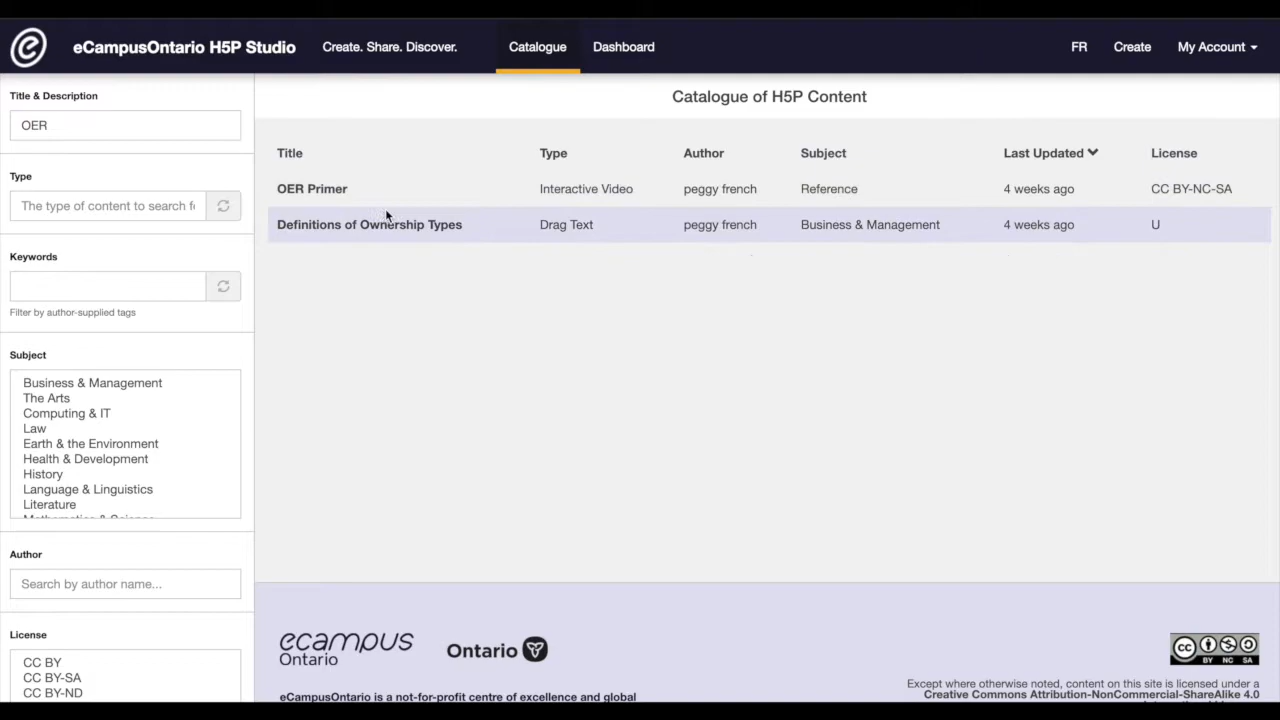 eCampusOntario H5P Studio Create. Share. Discover. Catalogue Dashboard FR Create My Account
Title & Description
OER
Type
The type of content to search f
Keywords
Filter by author-supplied tags
Subject
Business & Management
The Arts
Computing & IT
Law
Earth & the Environment
Health & Development
History
Language & Linguistics
Literature
Author
Search by author name...
License
CC BY
CC BY-SA
CC BY-ND
Catalogue of H5P Content
Title Type Author Subject Last Updated License
OER Primer Interactive Video peggy french Reference 4 weeks ago CC BY-NC-SA
Definitions of Ownership Types Drag Text peggy french Business & Management 4 weeks ago U
ecampus
Ontario
Ontario
cc BY NC SA
eCampusOntario is a not-for-profit centre of excellence and global
Except where otherwise noted, content on this site is licensed under a
Creative Commons Attribution-NonCommercial-ShareAlike 4.0